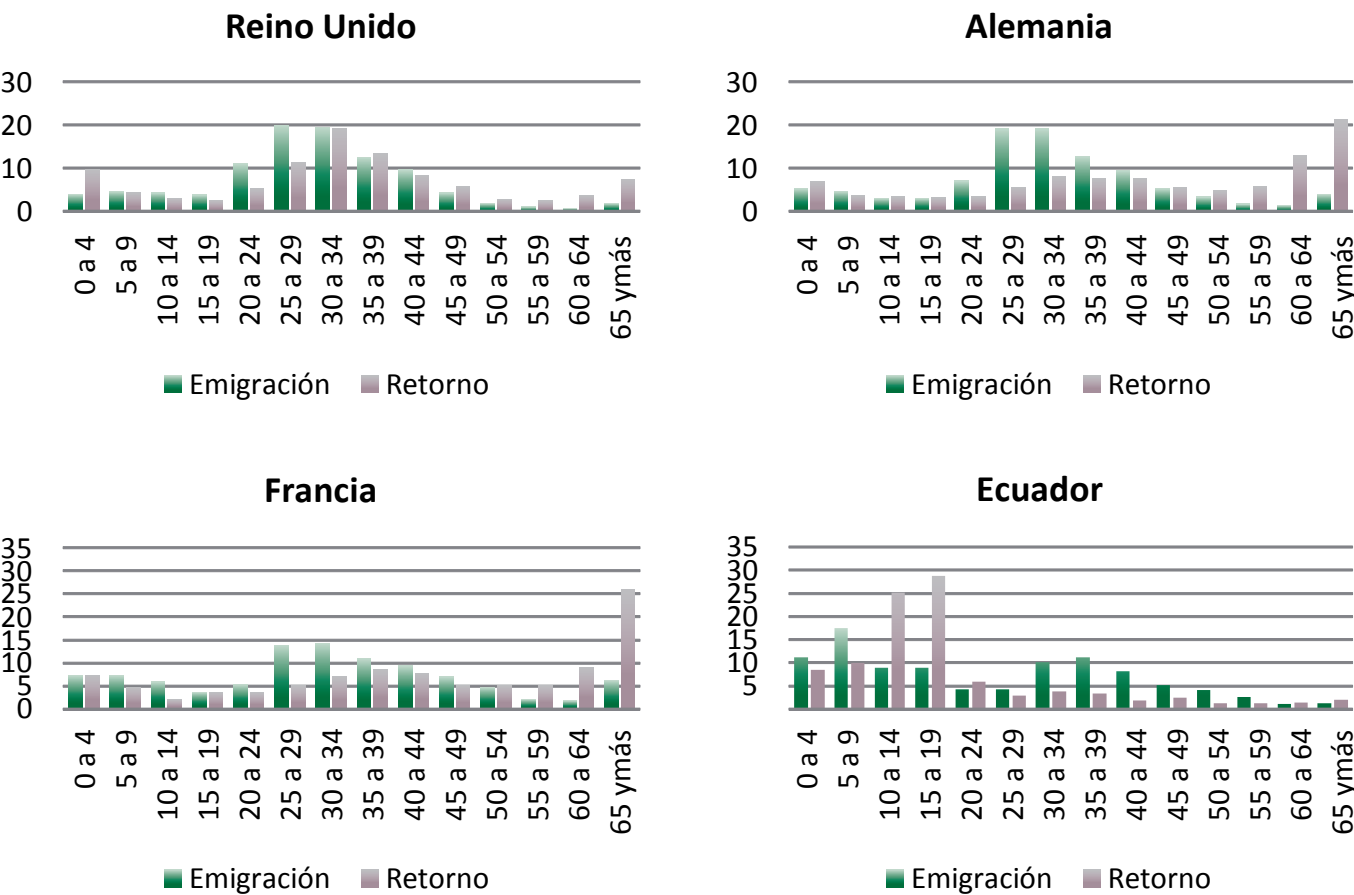 Reino Unido
30
20
10
0
0 a 4
5 a 9
10 a 14
15 a 19
20 a 24
25 a 29
30 a 34
35 a 39
40 a 44
45 a 49
50 a 54
55 a 59
60 a 64
65 ymás
Emigración Retorno
Alemania
30
20
10
0
0 a 4
5 a 9
10 a 14
15 a 19
20 a 24
25 a 29
30 a 34
35 a 39
40 a 44
45 a 49
50 a 54
55 a 59
60 a 64
65 ymás
Emigración Retorno
Francia
35
30
25
20
15
10
5
0
0 a 4
5 a 9
10 a 14
15 a 19
20 a 24
25 a 29
30 a 34
35 a 39
40 a 44
45 a 49
50 a 54
55 a 59
60 a 64
65 ymás
Emigración Retorno
Ecuador
35
30
25
20
15
10
5
0 a 4
5 a 9
10 a 14
15 a 19
20 a 24
25 a 29
30 a 34
35 a 39
40 a 44
45 a 49
50 a 54
55 a 59
60 a 64
65 ymás
Emigración Retorno